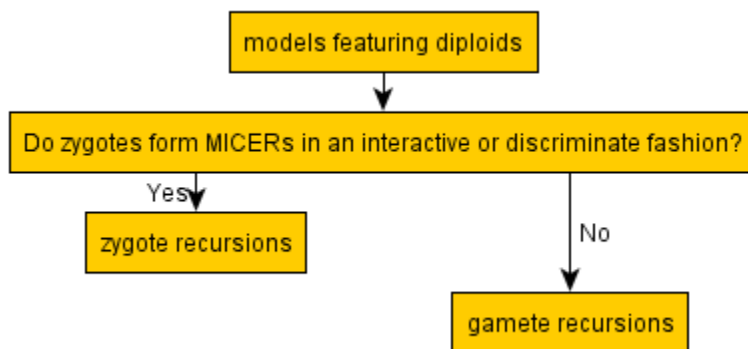 models featuring diploids
Do zygotes form MICERs in an interactive or discriminate fashion?
Yes
zygote recursions
No
gamete recursions